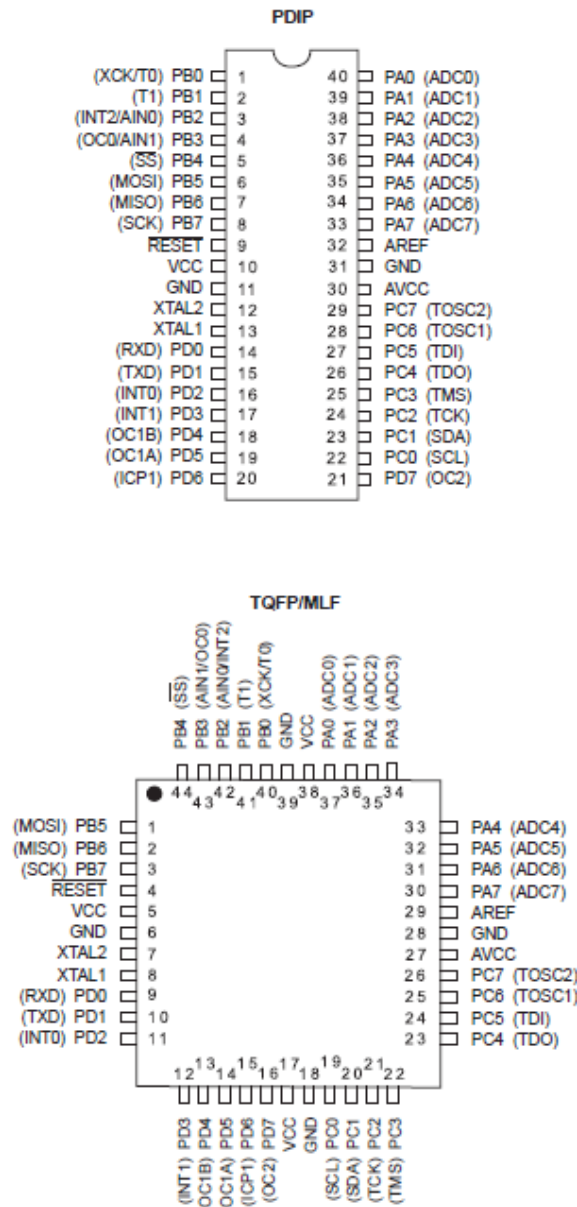 PDIP
(XCK/T0) PB0 1 40 PA0 (ADC0)
(T1) PB1 2 39 PA1 (ADC1)
(INT2/AIN0) PB2 3 38 PA2 (ADC2)
(OC0/AIN1) PB3 4 37 PA3 (ADC3)
(SS) PB4 5 36 PA4 (ADC4)
(MOSI) PB5 6 35 PA5 (ADC5)
(MISO) PB6 7 34 PA6 (ADC6)
(SCK) PB7 8 33 PA7 (ADC7)
RESET 9 32 AREF
VCC 10 31 GND
GND 11 30 AVCC
XTAL2 12 29 PC7 (TOSC2)
XTAL1 13 28 PC6 (TOSC1)
(RXD) PD0 14 27 PC5 (TDI)
(TXD) PD1 15 26 PC4 (TDO)
(INT0) PD2 16 25 PC3 (TMS)
(INT1) PD3 17 24 PC2 (TCK)
(OC1B) PD4 18 23 PC1 (SDA)
(OC1A) PD5 19 22 PC0 (SCL)
(ICP1) PD6 20 21 PD7 (OC2)
TQFP/MLF
PB4 (SS)
PB3 (AIN1/OC0)
PB2 (AIN0/INT2)
PB1 (T1)
PB0 (XCK/T0)
GND
VCC
PA0 (ADC0)
PA1 (ADC1)
PA2 (ADC2)
PA3 (ADC3)
44 43 42 41 40 39 38 37 36 35 34
(MOSI) PB5 1 33 PA4 (ADC4)
(MISO) PB6 2 32 PA5 (ADC5)
(SCK) PB7 3 31 PA6 (ADC6)
RESET 4 30 PA7 (ADC7)
VCC 5 29 AREF
GND 6 28 GND
XTAL2 7 27 AVCC
XTAL1 8 26 PC7 (TOSC2)
(RXD) PD0 9 25 PC6 (TOSC1)
(TXD) PD1 10 24 PC5 (TDI)
(INT0) PD2 11 23 PC4 (TDO)
12 13 14 15 16 17 18 19 20 21 22
(INT1) PD3
OC1B) PD4
OC1A) PD5
(ICP1) PD6
(OC2) PD7
VCC
GND
(SCL) PC0
(SDA) PC1
(TCK) PC2
(TMS) PC3